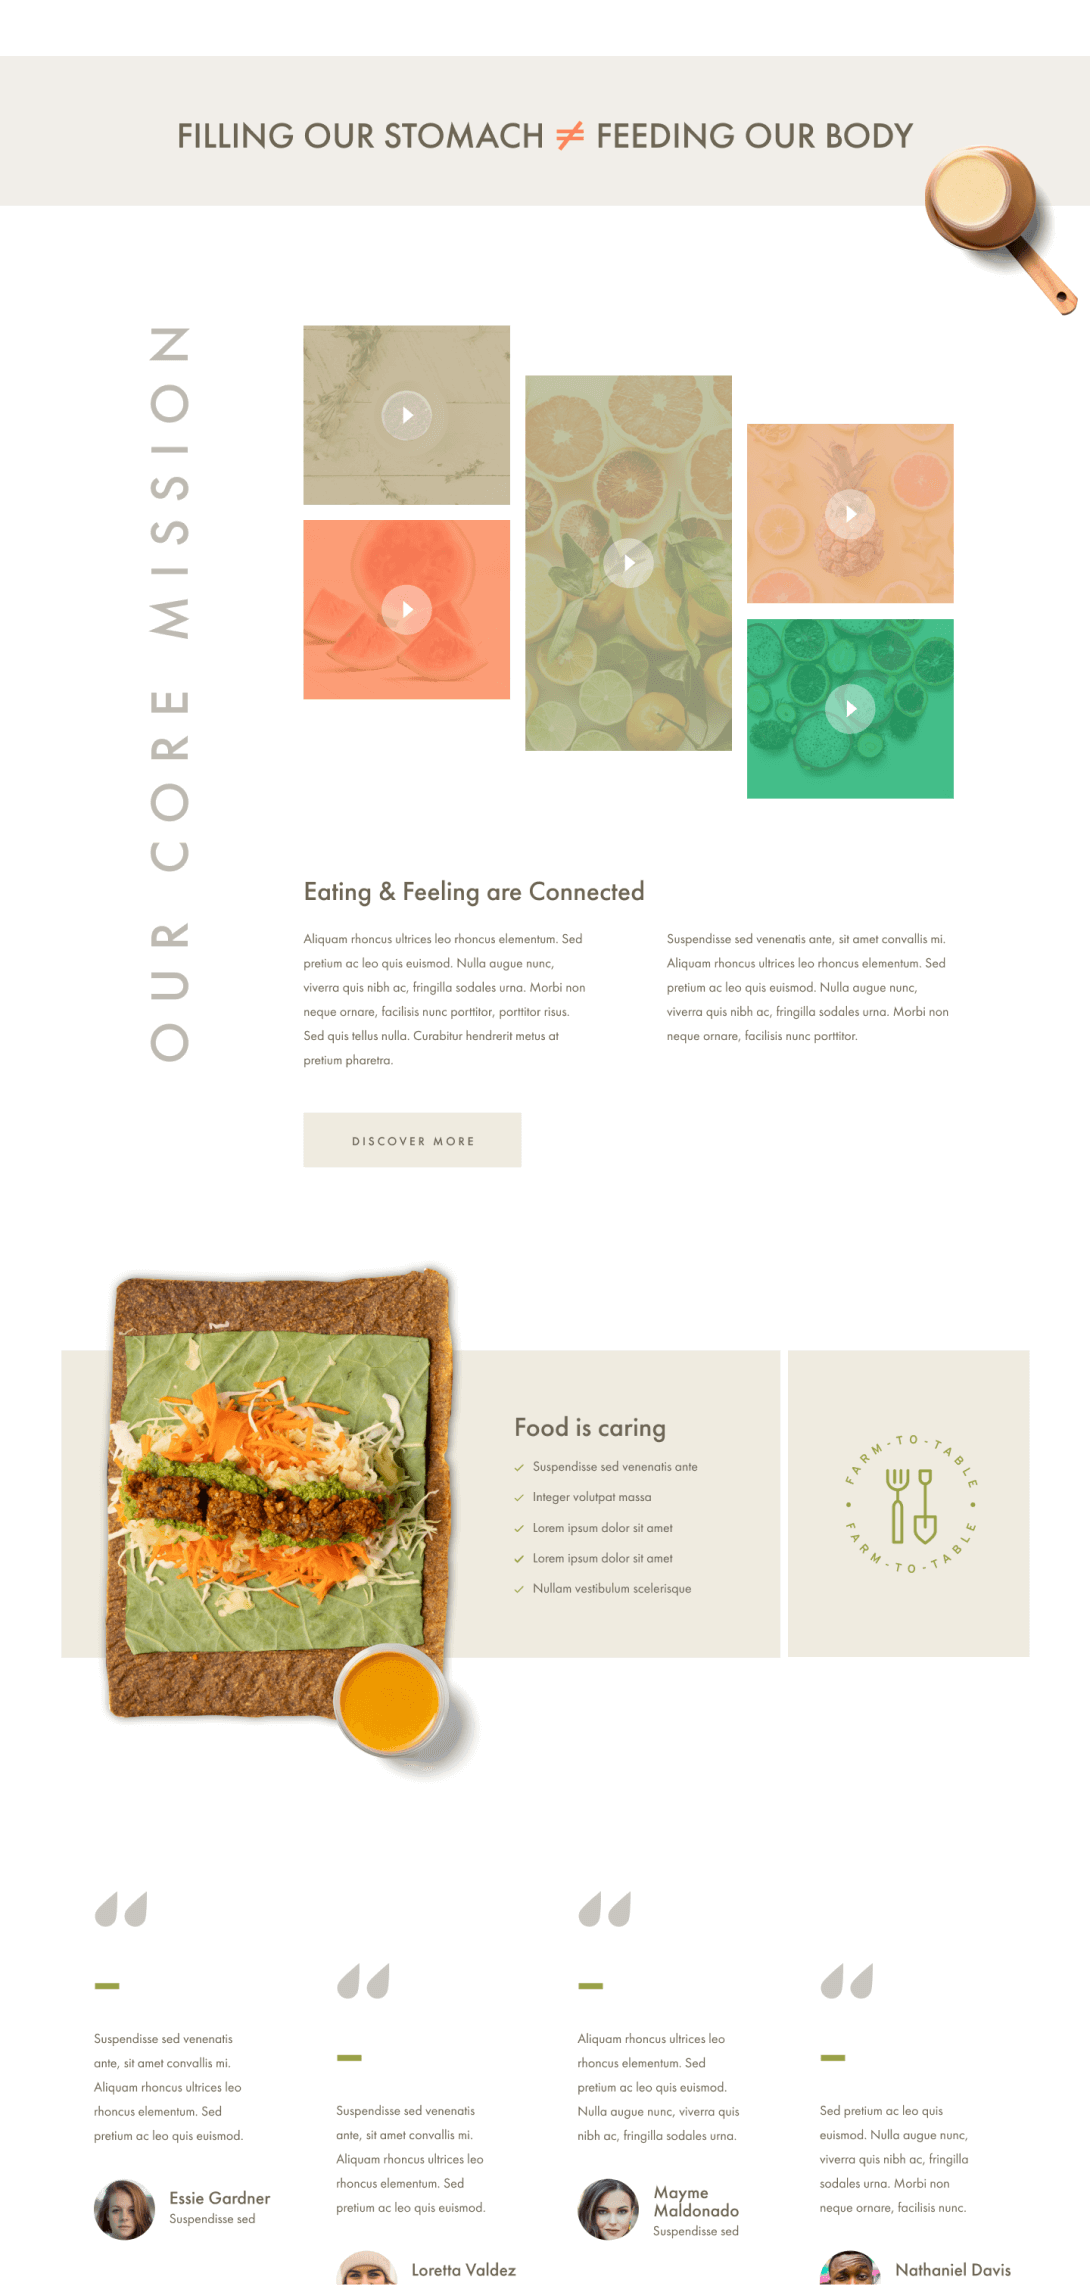 FILLING OUR STOMACH ≠ FEEDING OUR BODY
OUR CORE MISSION
Eating & Feeling are Connected
Aliquam rhoncus ultrices leo rhoncus elementum. Sed
pretium ac leo quis euismod. Nulla augue nunc,
viverra quis nibh ac, fringilla sodales urna. Morbi non
neque ornare, facilisis nunc porttitor, porttitor risus.
Sed quis tellus nulla. Curabitur hendrerit metus at
pretium pharetra.
Suspendisse sed venenatis ante, sit amet convallis mi.
Aliquam rhoncus ultrices leo rhoncus elementum. Sed
pretium ac leo quis euismod. Nulla augue nunc,
viverra quis nibh ac, fringilla sodales urna. Morbi non
neque ornare, facilisis nunc porttitor.
DISCOVER MORE
Food is caring
Suspendisse sed venenatis ante
Integer volutpat massa
Lorem ipsum dolor sit amet
Lorem ipsum dolor sit amet
Nullam vestibulum scelerisque
FARM-TO-TABLE
FARM-TO-TABLE
Suspendisse sed venenatis
ante, sit amet convallis mi.
Aliquam rhoncus ultrices leo
rhoncus elementum. Sed
pretium ac leo quis euismod.
Essie Gardner
Suspendisse sed
Suspendisse sed venenatis
ante, sit amet convallis mi.
Aliquam rhoncus ultrices leo
rhoncus elementum. Sed
pretium ac leo quis euismod.
Loretta Valdez
Aliquam rhoncus ultrices leo
rhoncus elementum. Sed
pretium ac leo quis euismod.
Nulla augue nunc, viverra quis
nibh ac, fringilla sodales urna.
Mayme
Maldonado
Suspendisse sed
Sed pretium ac leo quis
euismod. Nulla augue nunc,
viverra quis nibh ac, fringilla
sodales urna. Morbi non
neque ornare, facilisis nunc.
Nathaniel Davis